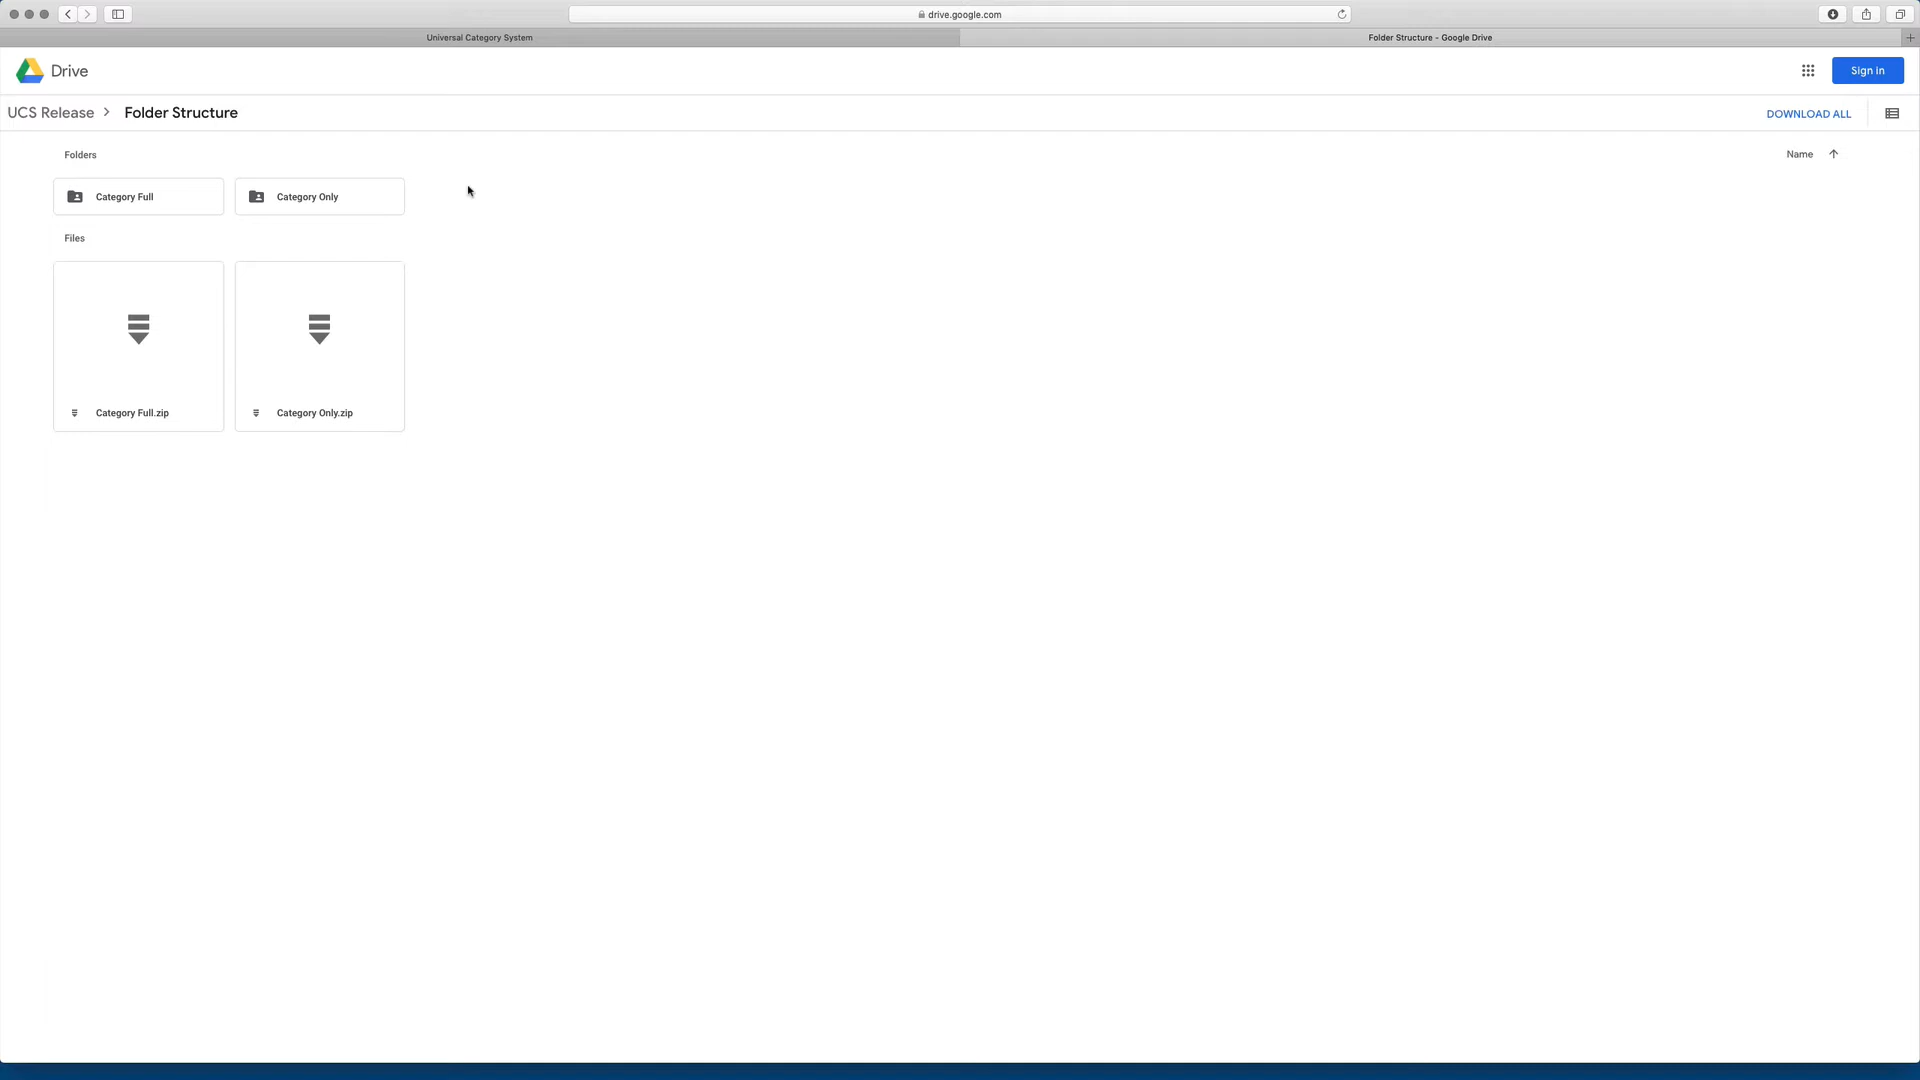 drive.google.com
Universal Category System
Folder Structure - Google Drive
Drive
Sign in
UCS Release
Folder Structure
DOWNLOAD ALL
Folders
Name
Category Full
Category Only
Files
Category Full.zip
Category Only.zip